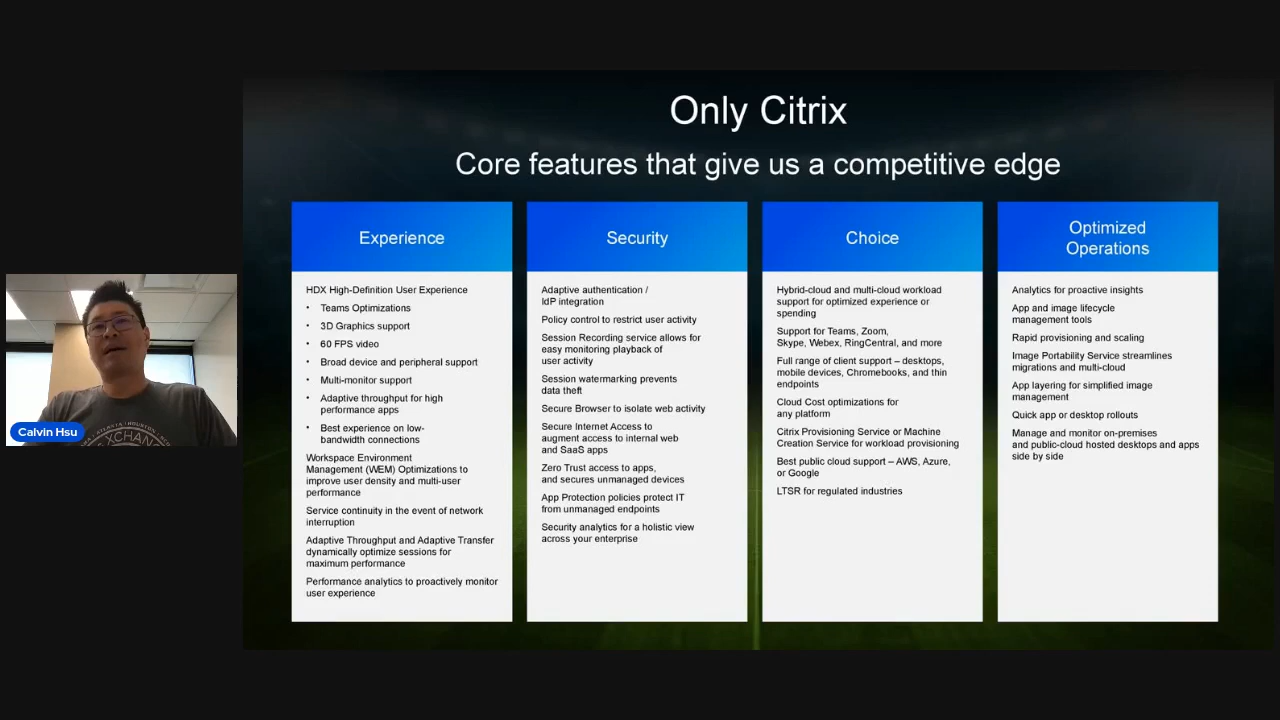 Only Citrix
Core features that give us a competitive edge
Experience
HDX High-Definition User Experience
• Teams Optimizations
• 3D Graphics support
• 60 FPS video
• Broad device and peripheral support
• Multi-monitor support
• Adaptive throughput for high
performance apps
• Best experience on low-
bandwidth connections
Workspace Environment
Management (WEM) Optimizations to
improve user density and multi-user
performance
Service continuity in the event of network
interruption
Adaptive Throughput and Adaptive Transfer
dynamically optimize sessions for
maximum performance
Performance analytics to proactively monitor
user experience
Security
Adaptive authentication /
IdP integration
Policy control to restrict user activity
Session Recording service allows for
easy monitoring playback of
user activity
Session watermarking prevents
data theft
Secure Browser to isolate web activity
Secure Internet Access to
augment access to internal web
and SaaS apps
Zero Trust access to apps,
and secures unmanaged devices
App Protection policies protect IT
from unmanaged endpoints
Security analytics for a holistic view
across your enterprise
Choice
Hybrid-cloud and multi-cloud workload
support for optimized experience or
spending
Support for Teams, Zoom,
Skype, Webex, RingCentral, and more
Full range of client support – desktops,
mobile devices, Chromebooks, and thin
endpoints
Cloud Cost optimizations for
any platform
Citrix Provisioning Service or Machine
Creation Service for workload provisioning
Best public cloud support – AWS, Azure,
or Google
LTSR for regulated industries
Optimized
Operations
Analytics for proactive insights
App and image lifecycle
management tools
Rapid provisioning and scaling
Image Portability Service streamlines
migrations and multi-cloud
App layering for simplified image
management
Quick app or desktop rollouts
Manage and monitor on-premises
and public-cloud hosted desktops and apps
side by side
Calvin Hsu